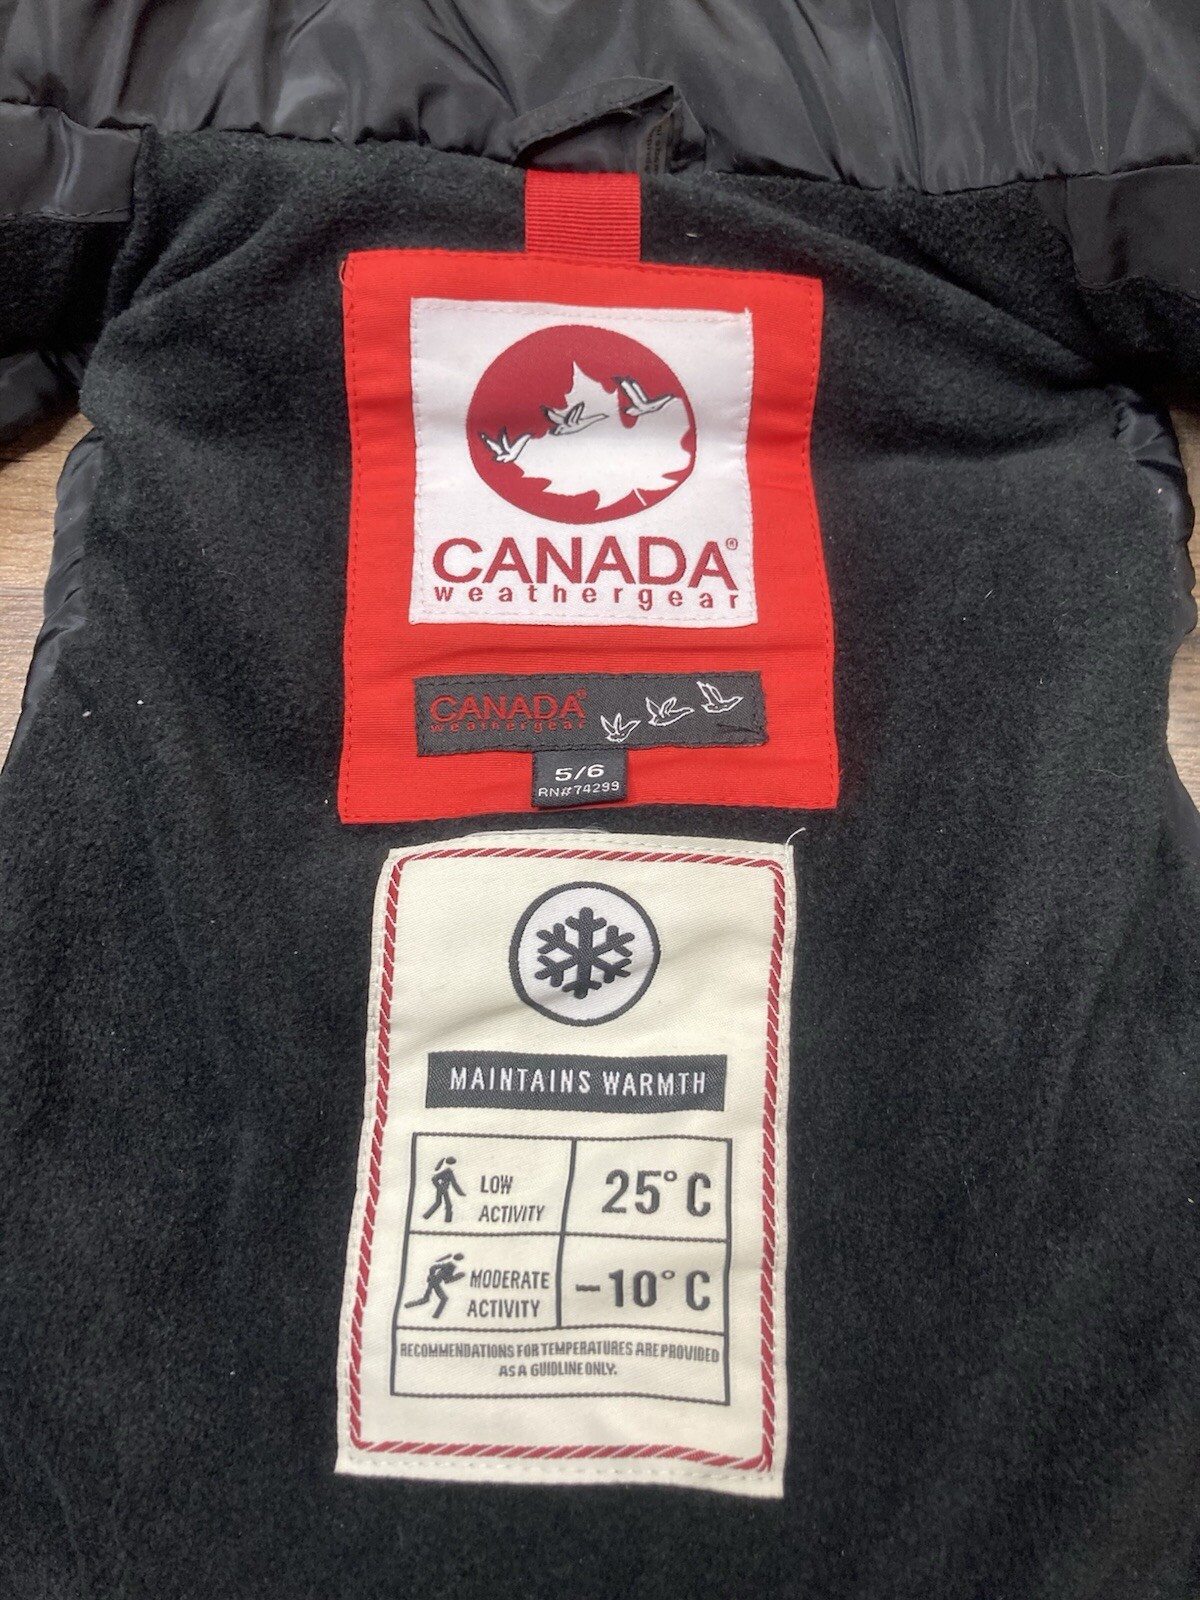 CANADA®
weathergear
CANADA®
weathergear
5/6
RN#74299
MAINTAINS WARMTH
LOW
ACTIVITY
25°C
MODERATE
ACTIVITY
-10°C
RECOMMENDATIONS FOR TEMPERATURES ARE PROVIDED
AS A GUIDLINE ONLY.